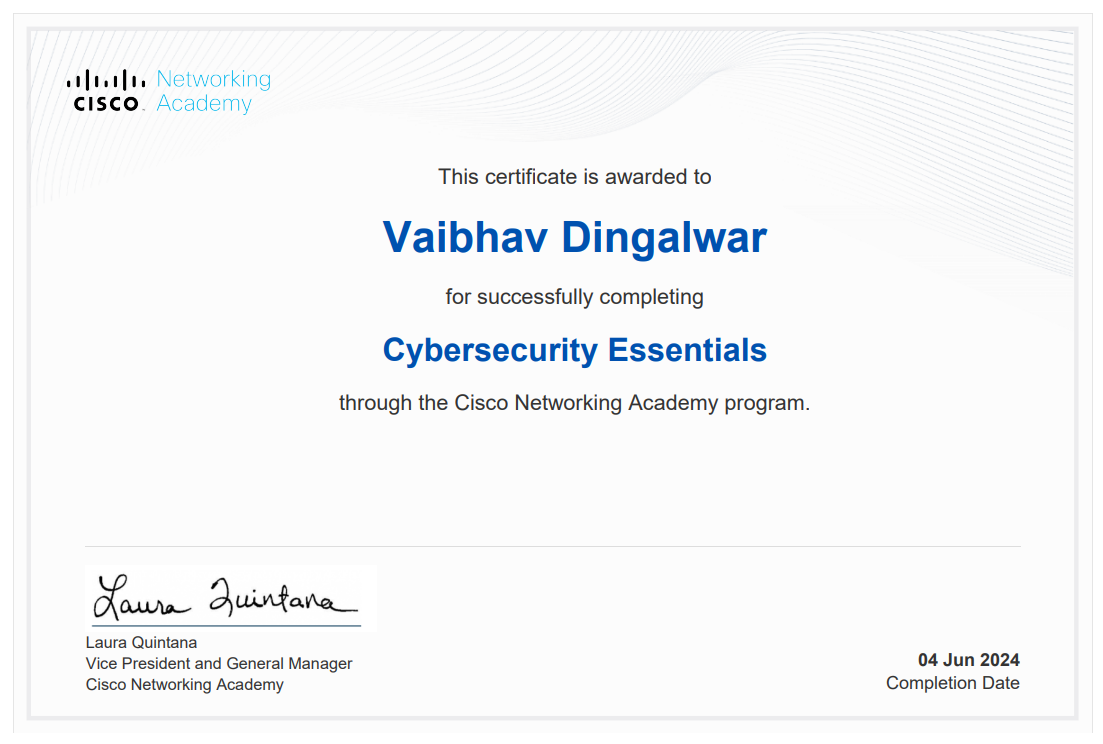 Networking
CISCO Academy
This certificate is awarded to
Vaibhav Dingalwar
for successfully completing
Cybersecurity Essentials
through the Cisco Networking Academy program.
Laura Quintana
Laura Quintana
Vice President and General Manager
Cisco Networking Academy
04 Jun 2024
Completion Date